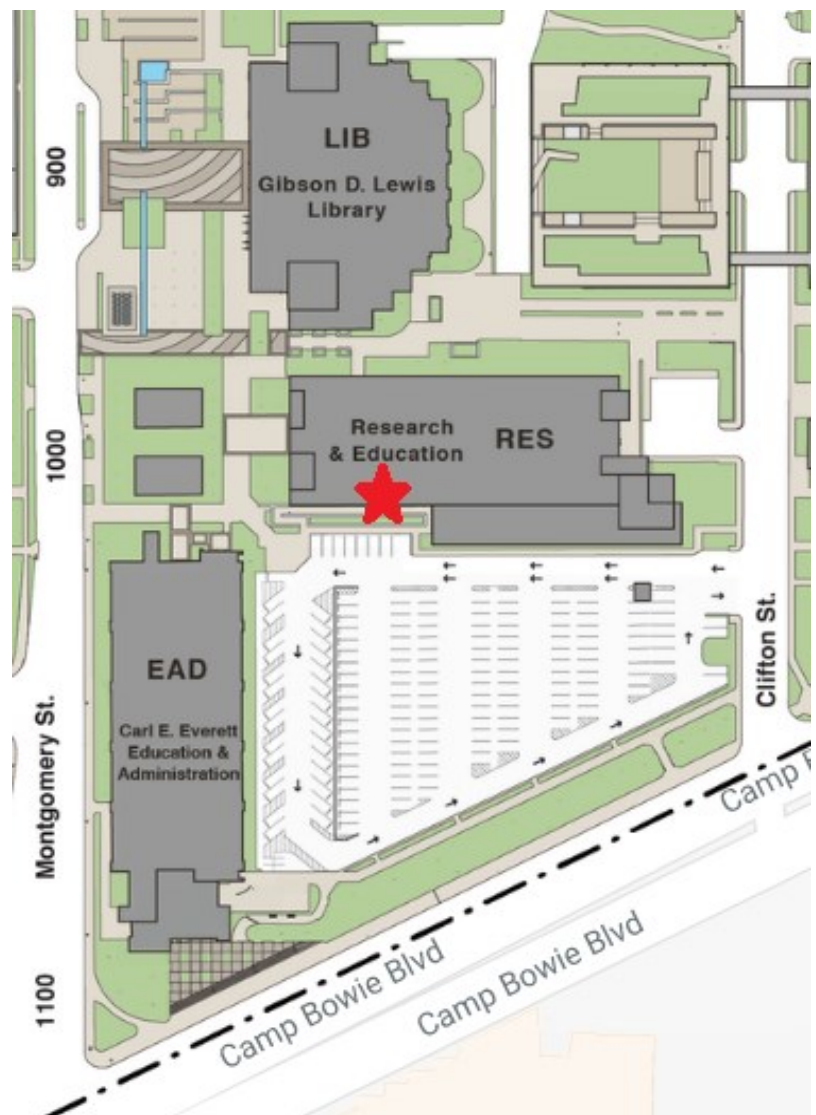 900
LIB
Gibson D. Lewis
Library
1000
Research
& Education
RES
EAD
Carl E. Everett
Education &
Administration
Montgomery St.
Clifton St.
Camp
Camp Bowie Blvd
Camp Bowie Blvd
1100